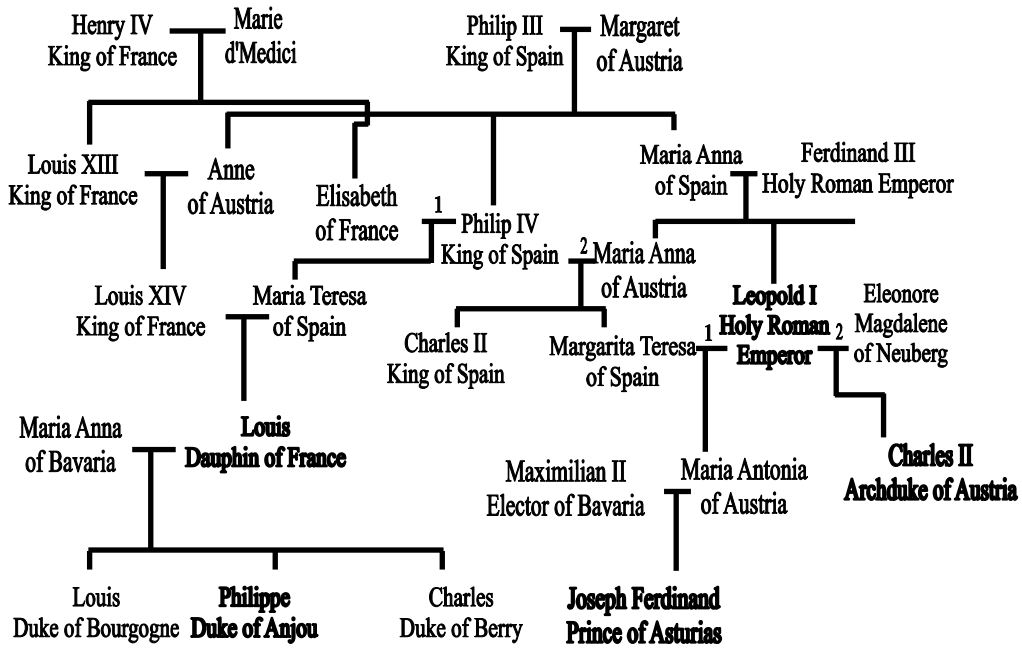 Henry IV
King of France
Marie
d'Medici
Philip III
King of Spain
Margaret
of Austria
Louis XIII
King of France
Anne
of Austria
Elisabeth
of France
1
Philip IV
King of Spain
Maria Anna
of Spain
Ferdinand III
Holy Roman Emperor
2
Maria Anna
of Austria
Louis XIV
King of France
Maria Teresa
of Spain
Charles II
King of Spain
Margarita Teresa
of Spain
1
Leopold I
Holy Roman
Emperor
2
Eleonore
Magdalene
of Neuberg
Maria Anna
of Bavaria
Louis
Dauphin of France
Maximilian II
Elector of Bavaria
Maria Antonia
of Austria
Charles II
Archduke of Austria
Louis
Duke of Bourgogne
Philippe
Duke of Anjou
Charles
Duke of Berry
Joseph Ferdinand
Prince of Asturias